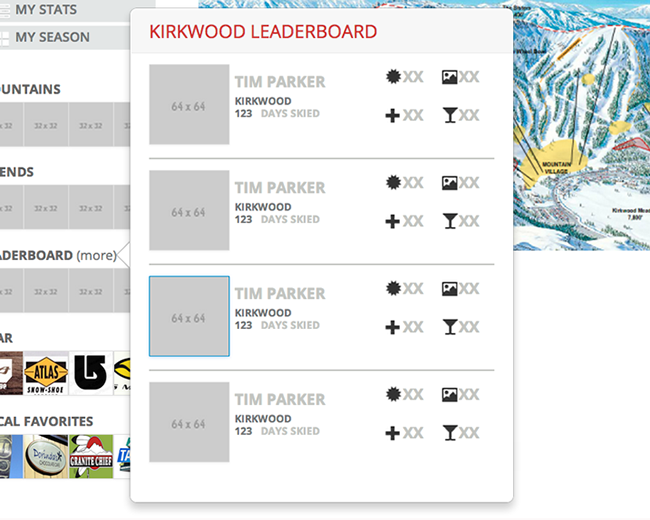 MY STATS
MY SEASON
OUNTAINS
32 x 32
32 x 32
32 x 32
ENDS
32 x 32
32 x 32
32 x 32
ADERBOARD (more)
32 x 32
32 x 32
AR
ATLAS
SNOW-SHOE
CAL FAVORITES
GRANITE CHIEF
KIRKWOOD LEADERBOARD
64 x 64
TIM PARKER
KIRKWOOD
123 DAYS SKIED
XX XX
XX XX
64 x 64
TIM PARKER
KIRKWOOD
123 DAYS SKIED
XX XX
XX XX
64 x 64
TIM PARKER
KIRKWOOD
123 DAYS SKIED
XX XX
XX XX
64 x 64
TIM PARKER
KIRKWOOD
123 DAYS SKIED
XX XX
XX XX
MOUNTAIN
VILLAGE
Kirkwood Mea
7,800'